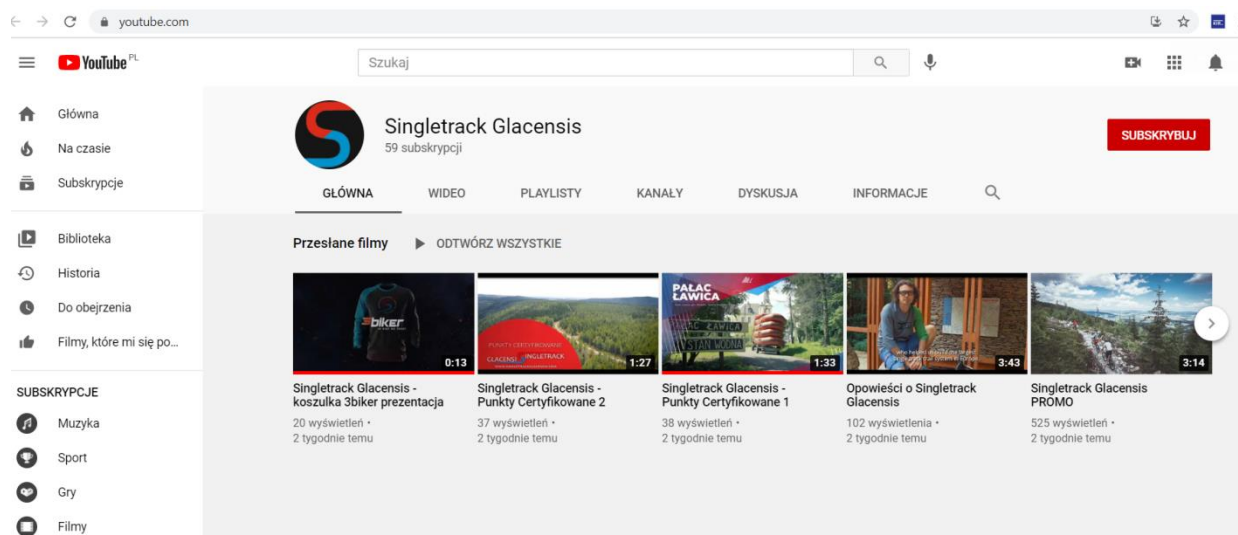 youtube.com
YouTube PL
Szukaj
Główna
Na czasie
Subskrypcje
Biblioteka
Historia
Do obejrzenia
Filmy, które mi się po...
SUBSKRYPCJE
Muzyka
Sport
Gry
Filmy
Singletrack Glacensis
59 subskrypcji
SUBSKRYBUJ
GŁÓWNA WIDEO PLAYLISTY KANAŁY DYSKUSJA INFORMACJE
Przesłane filmy ODTWÓRZ WSZYSTKIE
3biker
0:13
Singletrack Glacensis -
koszulka 3biker prezentacja
20 wyświetleń •
2 tygodnie temu
PUNKTY CERTYFIKOWANE
1:27
Singletrack Glacensis -
Punkty Certyfikowane 2
37 wyświetleń •
2 tygodnie temu
PAŁAC
ŁAWICA
STAN WODNA
1:33
Singletrack Glacensis -
Punkty Certyfikowane 1
38 wyświetleń •
2 tygodnie temu
3:43
Opowieści o Singletrack
Glacensis
102 wyświetlenia •
2 tygodnie temu
3:14
Singletrack Glacensis
PROMO
525 wyświetleń •
2 tygodnie temu